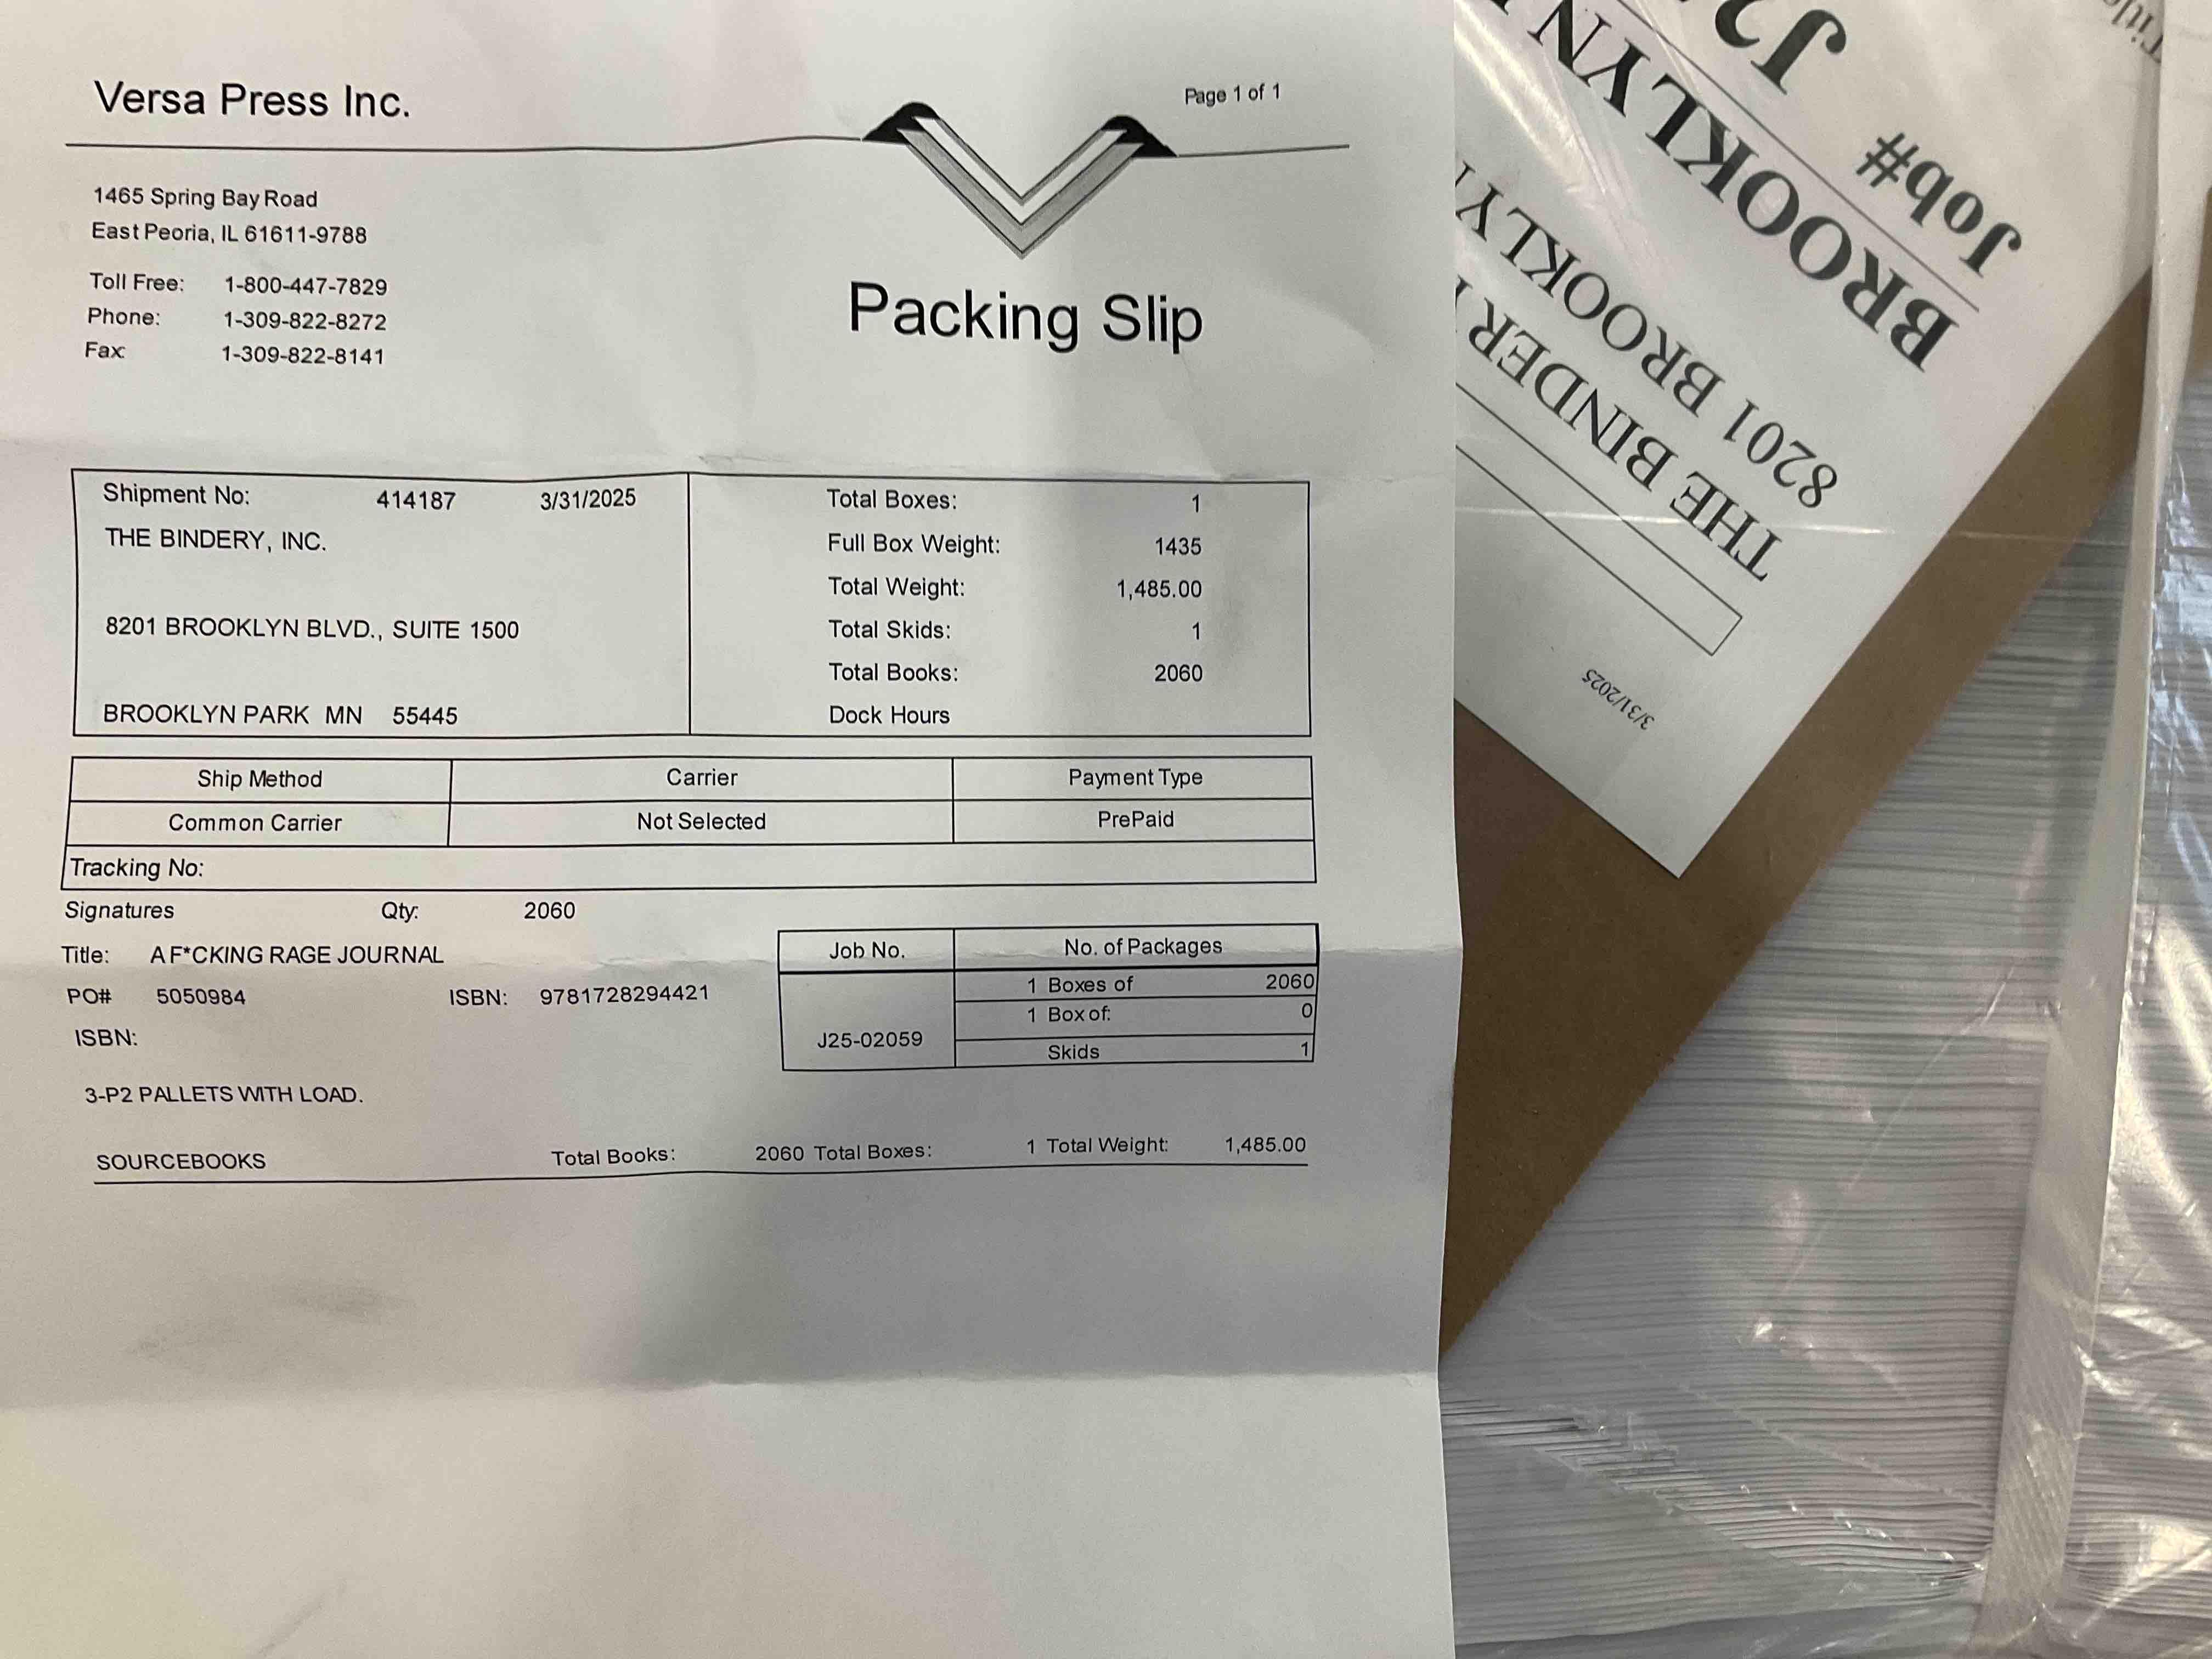 Versa Press Inc.
Page 1 of 1
1465 Spring Bay Road
East Peoria, IL 61611-9788
Toll Free: 1-800-447-7829
Phone: 1-309-822-8272
Fax: 1-309-822-8141
Packing Slip
Shipment No: 414187 3/31/2025
THE BINDERY, INC.
8201 BROOKLYN BLVD., SUITE 1500
BROOKLYN PARK MN 55445
Total Boxes: 1
Full Box Weight: 1435
Total Weight: 1,485.00
Total Skids: 1
Total Books: 2060
Dock Hours
Ship Method Carrier Payment Type
Common Carrier Not Selected PrePaid
Tracking No:
Signatures Qty: 2060
Title: A F*CKING RAGE JOURNAL
PO# 5050984 ISBN: 9781728294421
ISBN:
Job No. No. of Packages
J25-02059
1 Boxes of 2060
1 Box of: 0
Skids 1
3-P2 PALLETS WITH LOAD.
SOURCEBOOKS Total Books: 2060 Total Boxes: 1 Total Weight: 1,485.00
3/31/2025
THE BINDER
8201 BROOKLY
BROOKLYN
Job#